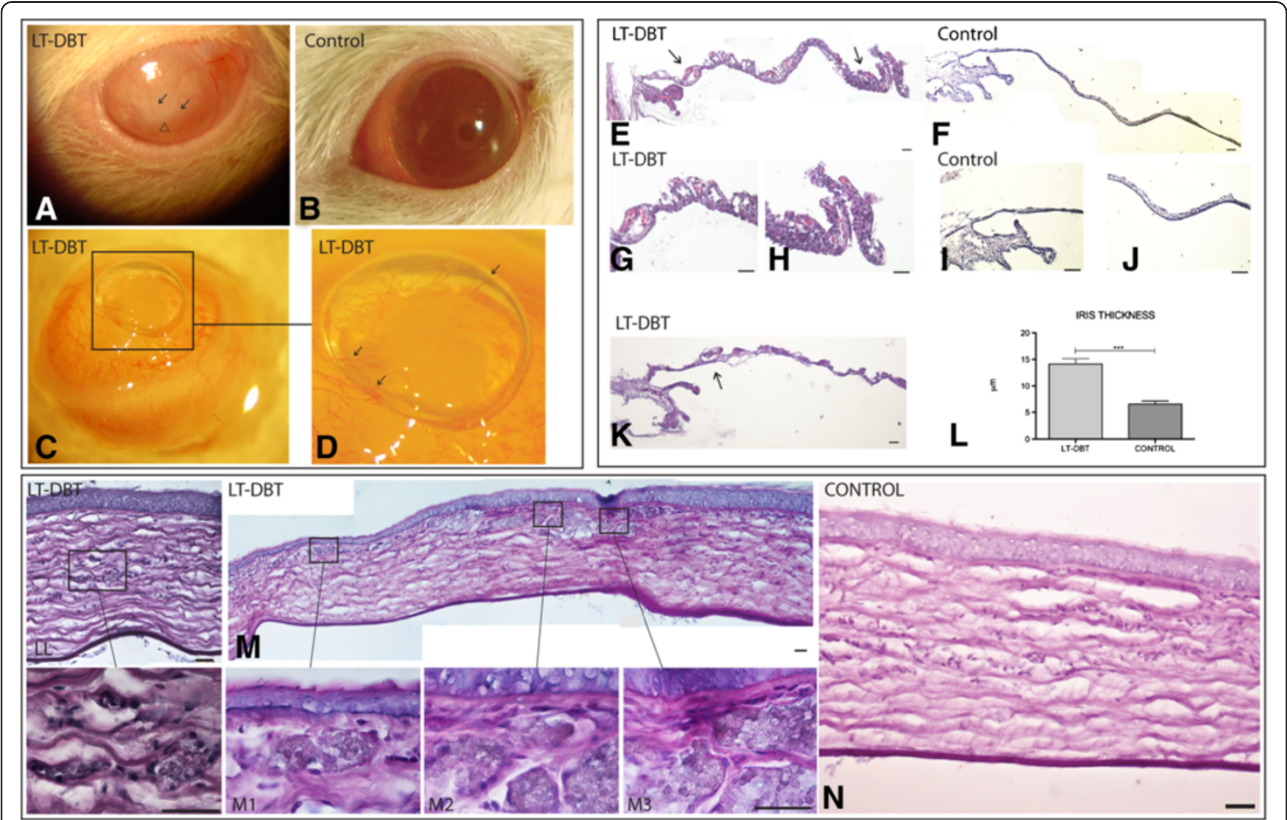 LT-DBT
A
Control
B
LT-DBT
C
LT-DBT
D
LT-DBT
E
Control
F
LT-DBT
G
H
Control
I
J
LT-DBT
K
L
IRIS THICKNESS
20
15
10
5
0
µm
***
LT-DBT
CONTROL
LT-DBT
LL
LT-DBT
M
M1
M2
M3
CONTROL
N